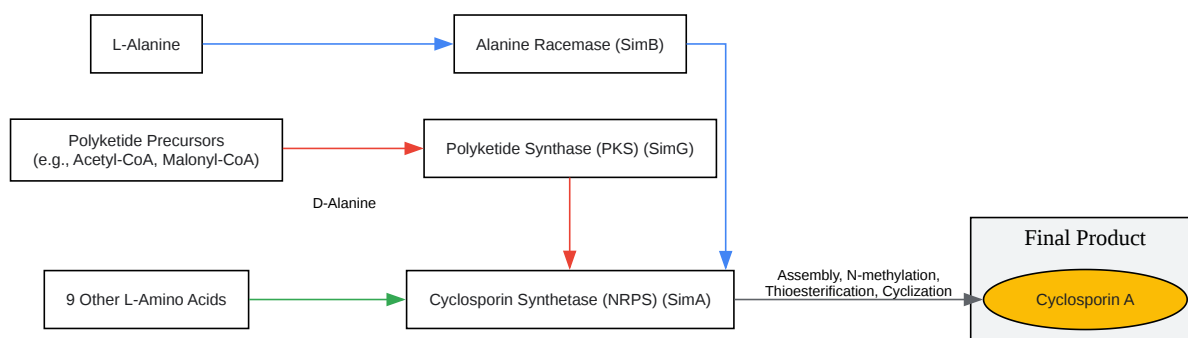 L-Alanine
Alanine Racemase (SimB)
Polyketide Precursors
(e.g., Acetyl-CoA, Malonyl-CoA)
Polyketide Synthase (PKS) (SimG)
D-Alanine
Final Product
9 Other L-Amino Acids
Cyclosporin Synthetase (NRPS) (SimA)
Assembly, N-methylation,
Thioesterification, Cyclization
Cyclosporin A